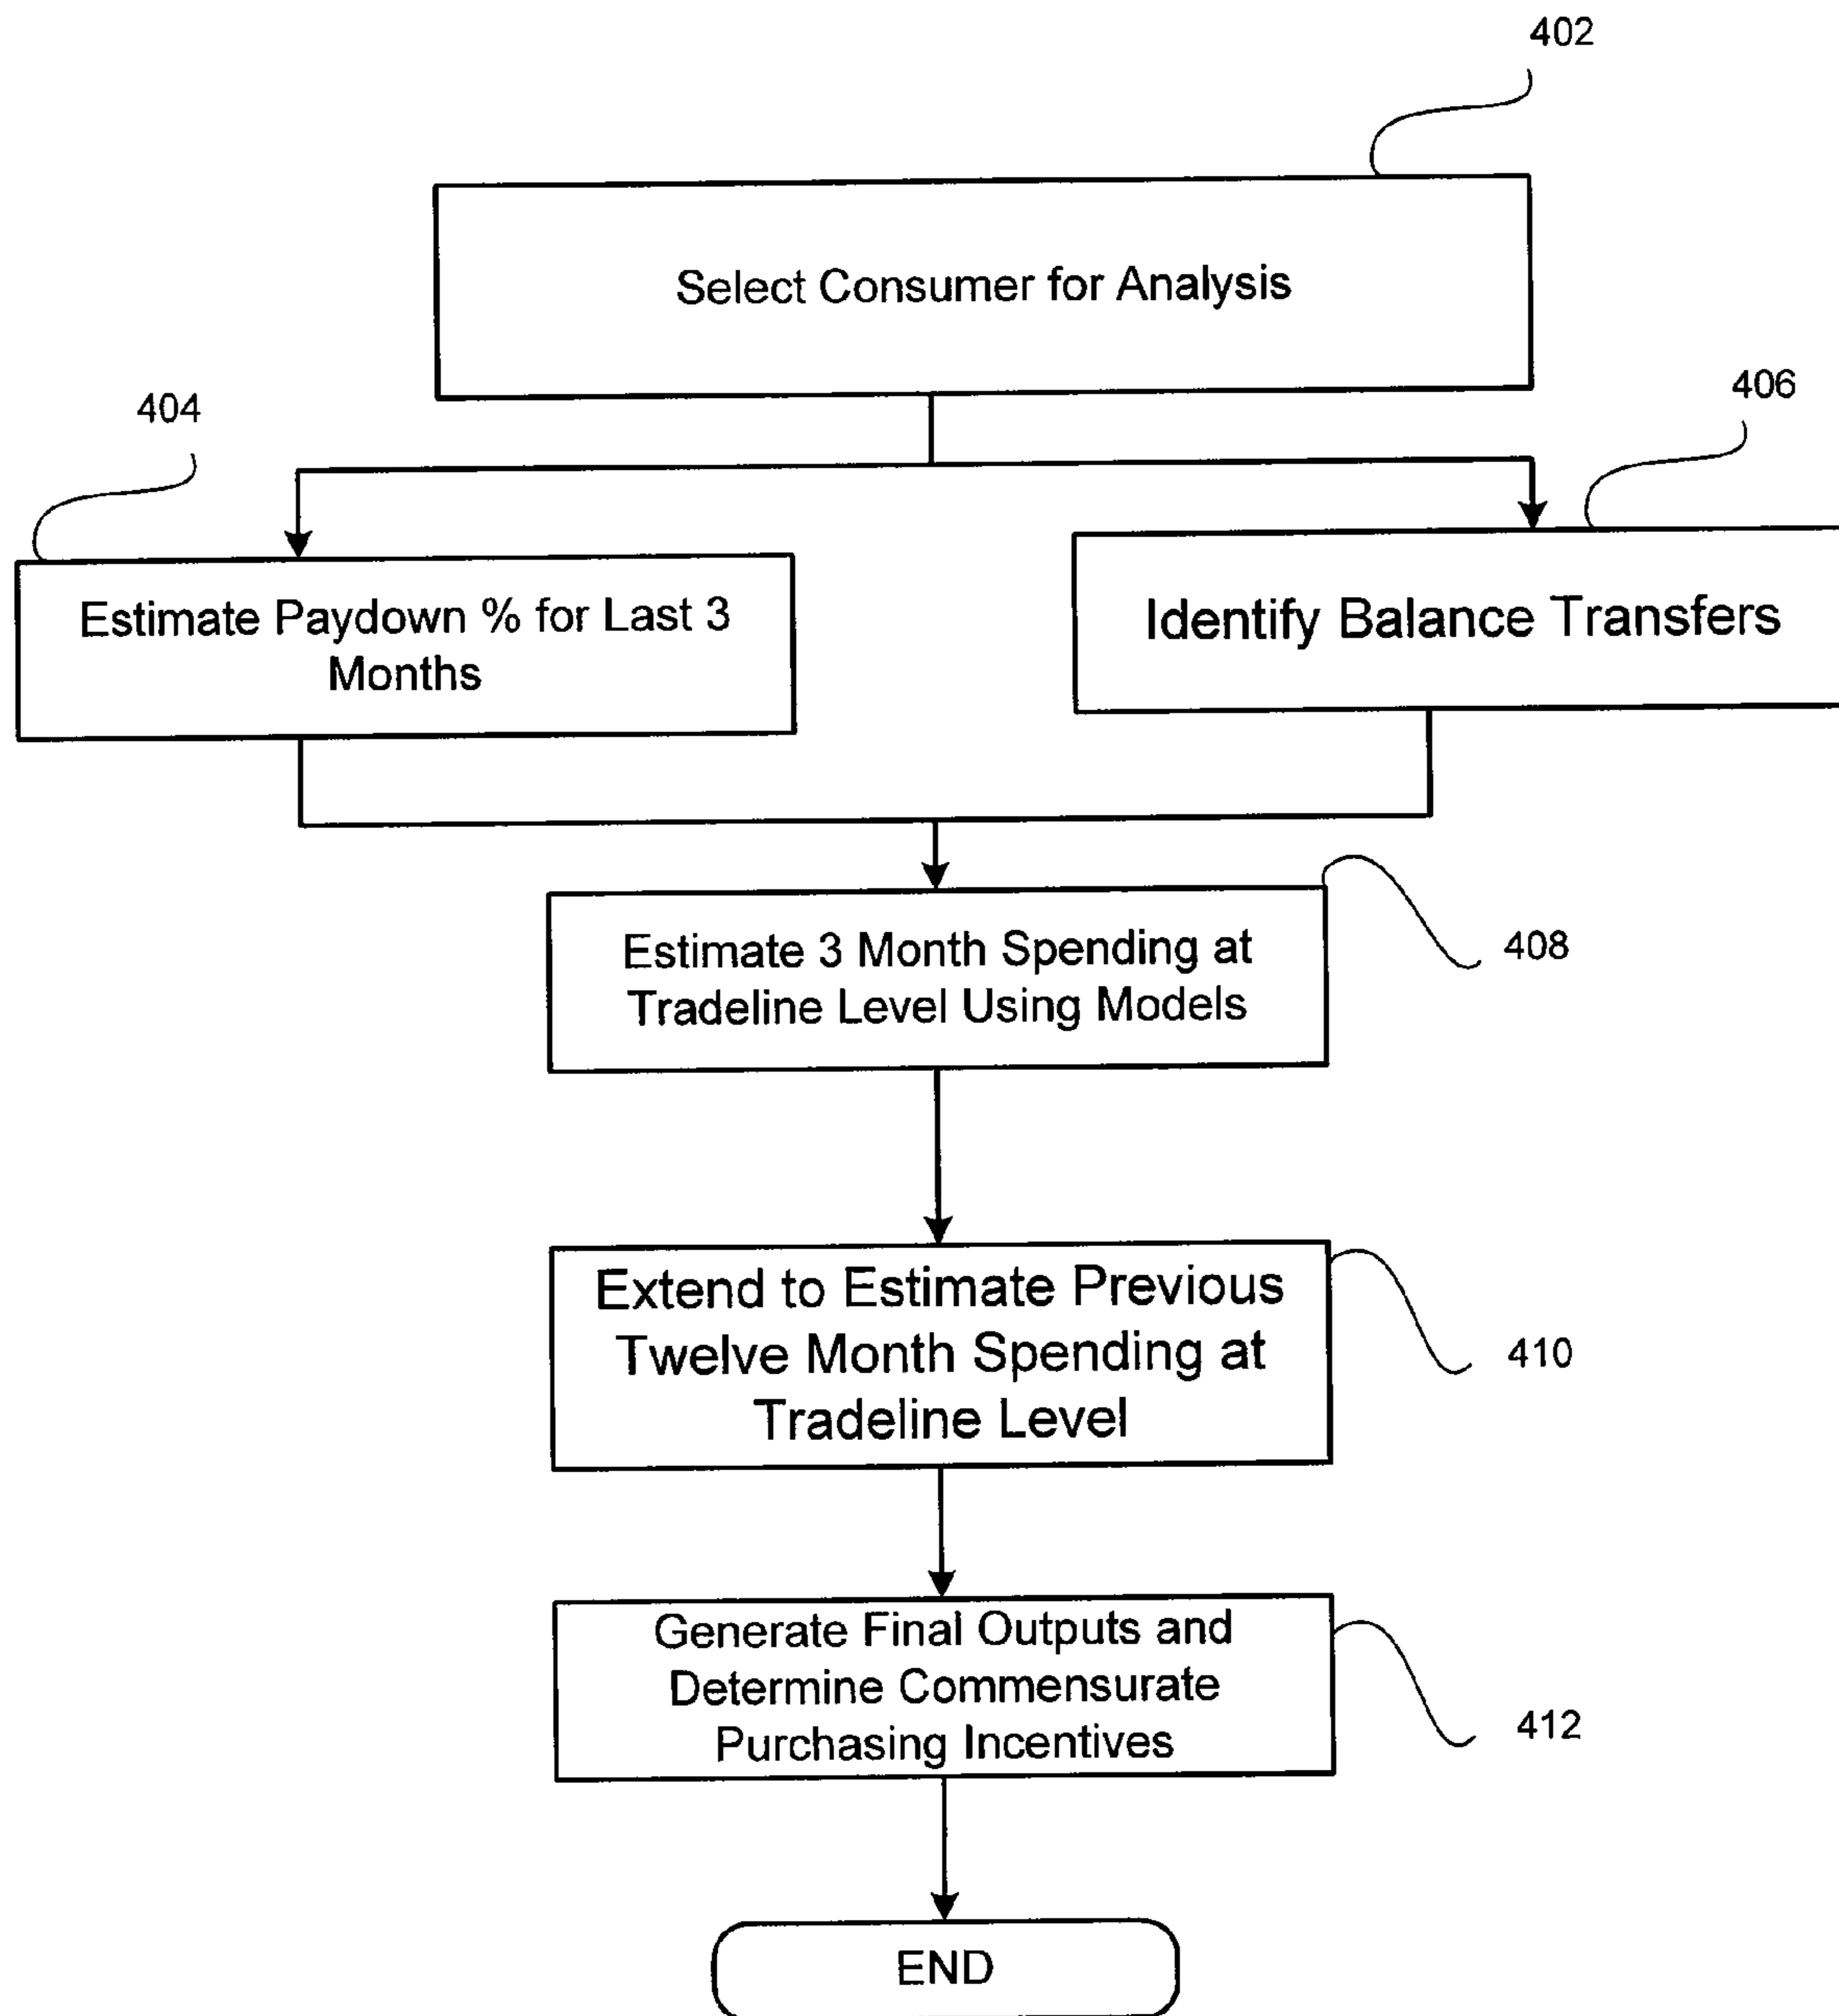 402
Select Consumer for Analysis
404
406
Estimate Paydown % for Last 3
Months
Identify Balance Transfers
Estimate 3 Month Spending at
Tradeline Level Using Models
408
Extend to Estimate Previous
Twelve Month Spending at
Tradeline Level
410
Generate Final Outputs and
Determine Commensurate
Purchasing Incentives
412
END